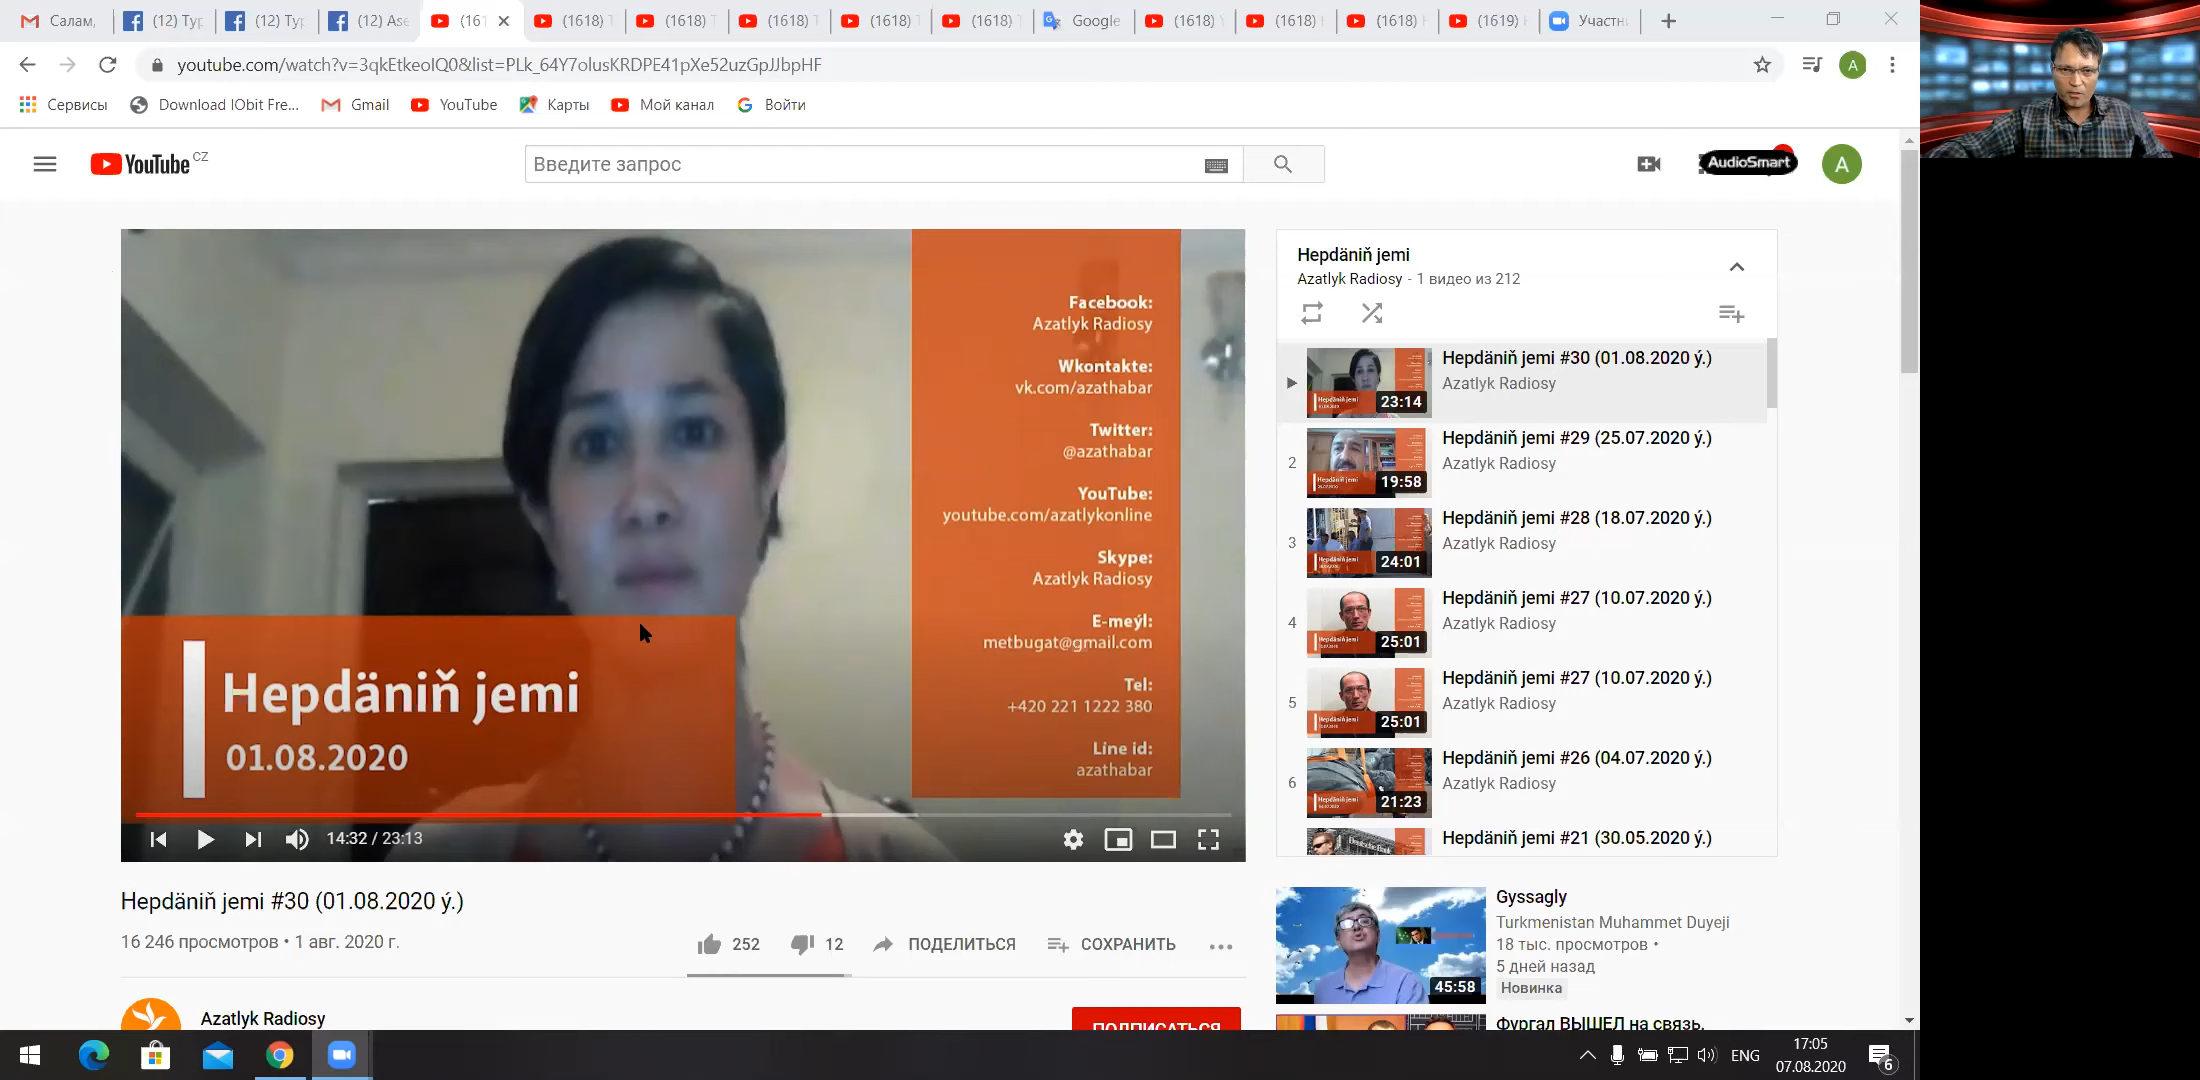 Салам,
(12) Тур
(12) Тур
(12) Ase
(161
(1618) Т
(1618) Т
(1618) Т
(1618) Т
(1618) Т
Google
(1618)
(1618)
(1618)
(1619)
Участни
youtube.com/watch?v=3qkEtkeoIQ0&list=PLk_64Y7olusKRDPE41pXe52uzGpJJbpHF
A
Сервисы
Download IObit Fre...
Gmail
YouTube
Карты
Мой канал
Войти
YouTube CZ
Введите запрос
AudioSmart
A
Facebook:
Azatlyk Radiosy
Wkontakte:
vk.com/azathabar
Twitter:
@azathabar
YouTube:
youtube.com/azatlykonline
Skype:
Azatlyk Radiosy
E-meýl:
metbugat@gmail.com
Tel:
+420 221 1222 380
Line id:
azathabar
Hepdäniň jemi
01.08.2020
14:32 / 23:13
Hepdäniň jemi #30 (01.08.2020 ý.)
16 246 просмотров • 1 авг. 2020 г.
252
12
ПОДЕЛИТЬСЯ
СОХРАНИТЬ
Azatlyk Radiosy
ПОДПИСАТЬСЯ
Hepdäniň jemi
Azatlyk Radiosy - 1 видео из 212
Hepdäniň jemi #30 (01.08.2020 ý.)
Azatlyk Radiosy
23:14
2
Hepdäniň jemi #29 (25.07.2020 ý.)
Azatlyk Radiosy
19:58
3
Hepdäniň jemi #28 (18.07.2020 ý.)
Azatlyk Radiosy
24:01
4
Hepdäniň jemi #27 (10.07.2020 ý.)
Azatlyk Radiosy
25:01
5
Hepdäniň jemi #27 (10.07.2020 ý.)
Azatlyk Radiosy
25:01
6
Hepdäniň jemi #26 (04.07.2020 ý.)
Azatlyk Radiosy
21:23
Hepdäniň jemi #21 (30.05.2020 ý.)
Gyssagly
Turkmenistan Muhammet Duyeji
18 тыс. просмотров •
5 дней назад
Новинка
45:58
Фургал ВЫШЕЛ на связь.
ENG
17:05
07.08.2020
6